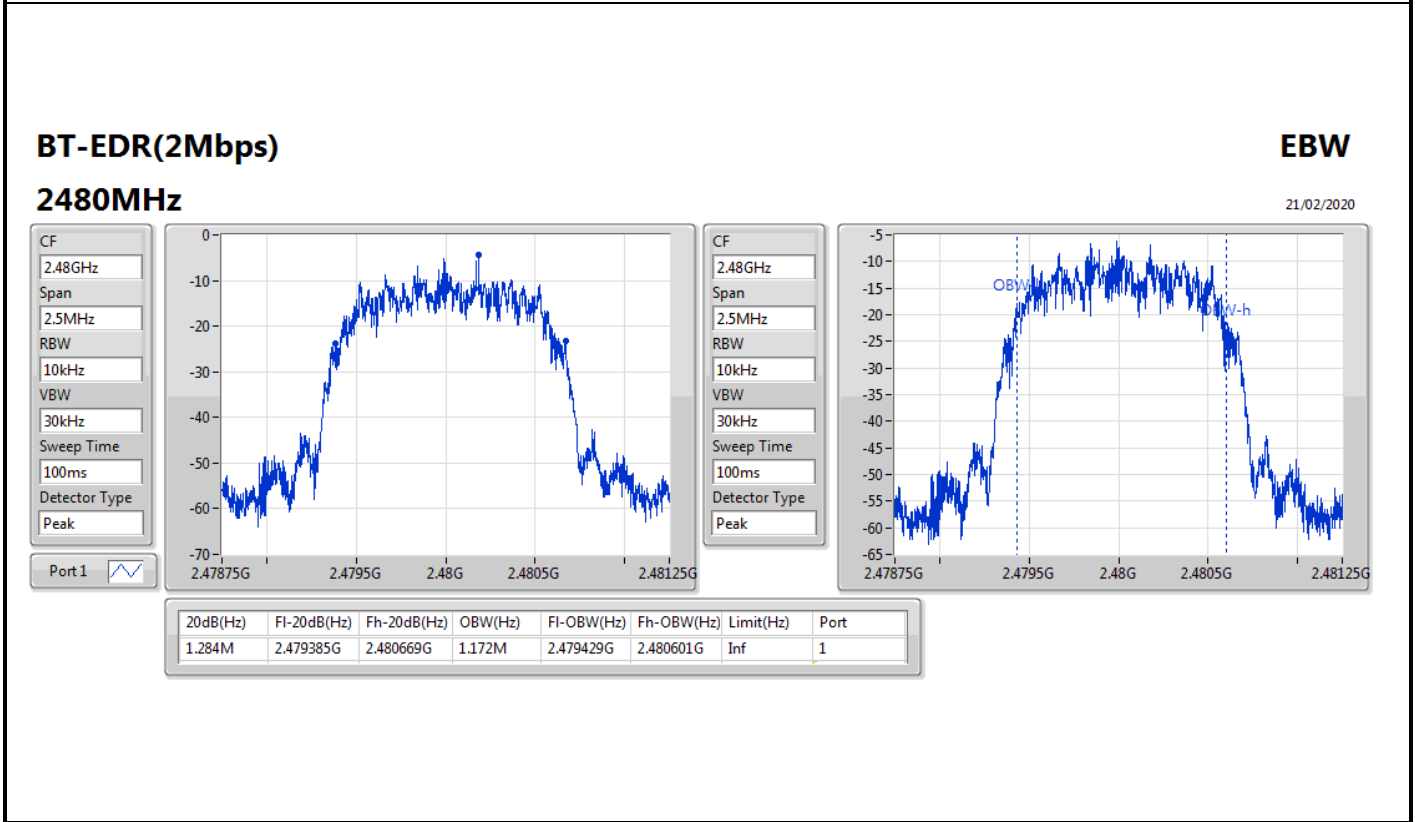 BT-EDR(2Mbps)
EBW
2480MHz
21/02/2020
CF
2.48GHz
Span
2.5MHz
RBW
10kHz
VBW
30kHz
Sweep Time
100ms
Detector Type
Peak
Port 1
0
-10
-20
-30
-40
-50
-60
-70
2.47875G 2.4795G 2.48G 2.4805G 2.48125G
CF
2.48GHz
Span
2.5MHz
RBW
10kHz
VBW
30kHz
Sweep Time
100ms
Detector Type
Peak
-5
-10
-15
-20
-25
-30
-35
-40
-45
-50
-55
-60
-65
OBW
-h
2.47875G 2.4795G 2.48G 2.4805G 2.48125G
20dB(Hz) Fl-20dB(Hz) Fh-20dB(Hz) OBW(Hz) Fl-OBW(Hz) Fh-OBW(Hz) Limit(Hz) Port
1.284M 2.479385G 2.480669G 1.172M 2.479429G 2.480601G Inf 1